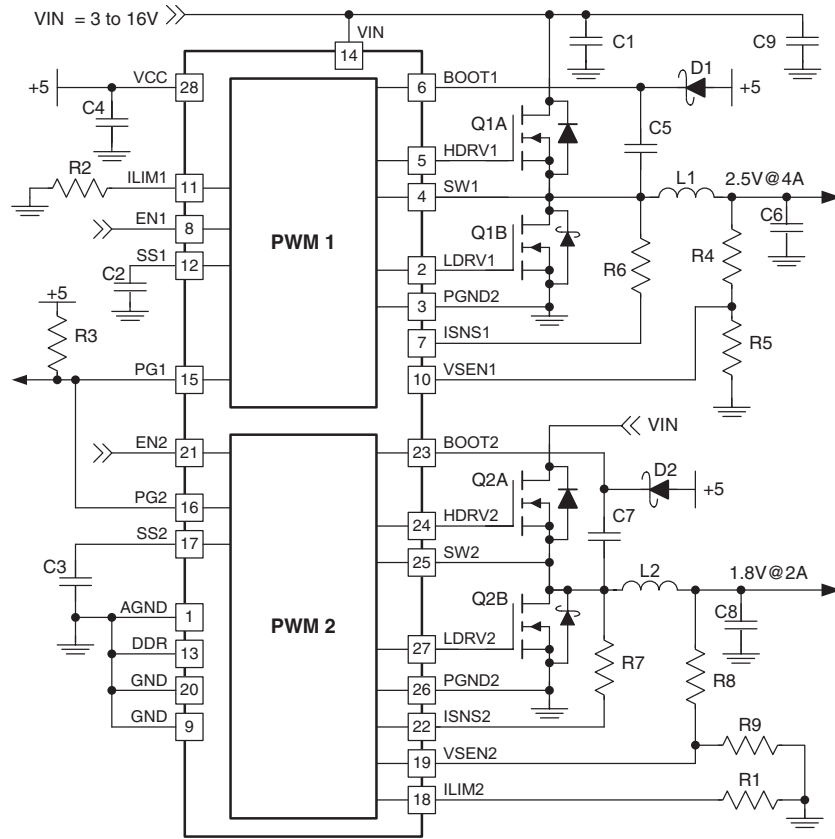 VIN = 3 to 16V
VIN
14
C1
C9
+5
VCC
28
C4
6
BOOT1
D1
+5
Q1A
C5
R2
ILIM1
11
5
HDRV1
EN1
8
4
SW1
L1
2.5V@4A
C6
PWM 1
SS1
12
C2
Q1B
2
LDRV1
R6
R4
+5
3
PGND2
R3
7
ISNS1
R5
PG1
15
10
VSEN1
VIN
EN2
21
23
BOOT2
D2
+5
Q2A
PG2
16
C7
24
HDRV2
SS2
17
25
SW2
C3
L2
1.8V@2A
AGND
1
Q2B
C8
PWM 2
DDR
13
27
LDRV2
R7
GND
20
26
PGND2
R8
GND
9
22
ISNS2
R9
19
VSEN2
R1
18
ILIM2